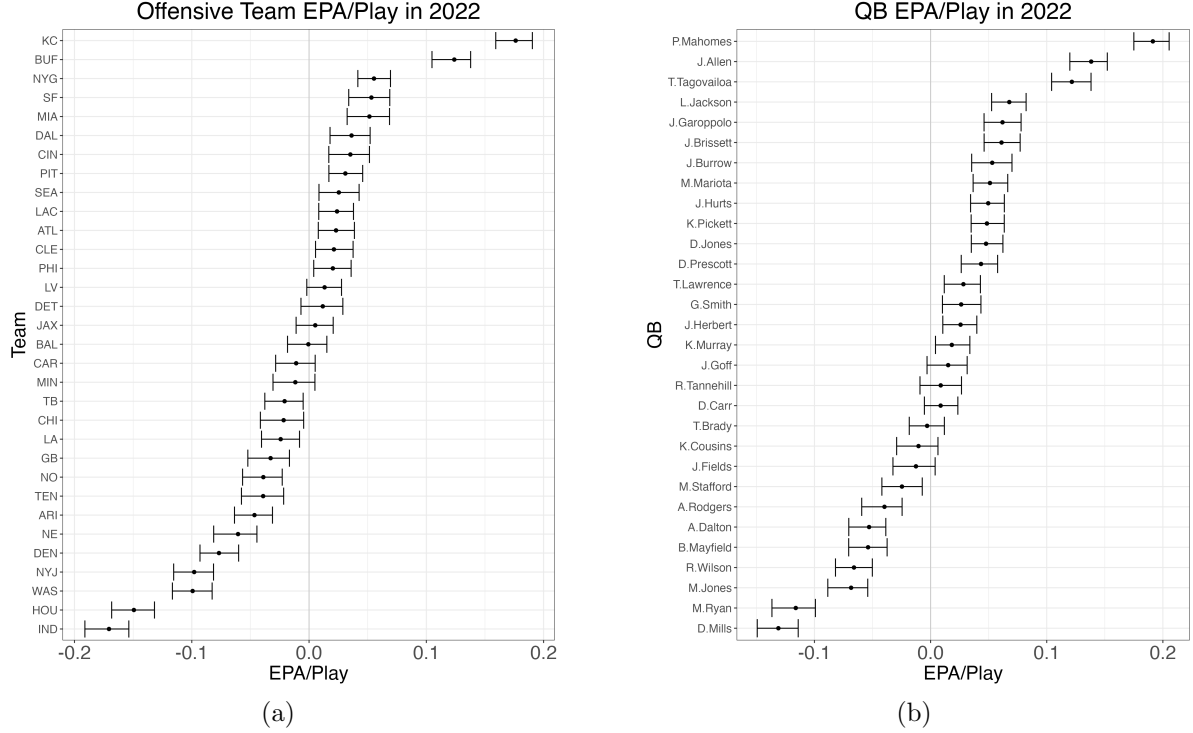 Offensive Team EPA/Play in 2022
KC
BUF
NYG
SF
MIA
DAL
CIN
PIT
SEA
LAC
ATL
CLE
PHI
LV
DET
JAX
BAL
CAR
MIN
TB
CHI
LA
GB
NO
TEN
ARI
NE
DEN
NYJ
WAS
HOU
IND
Team
-0.2 -0.1 0.0 0.1 0.2
EPA/Play
(a)
QB EPA/Play in 2022
P.Mahomes
J.Allen
T.Tagovailoa
L.Jackson
J.Garoppolo
J.Brissett
J.Burrow
M.Mariota
J.Hurts
K.Pickett
D.Jones
D.Prescott
T.Lawrence
G.Smith
J.Herbert
K.Murray
J.Goff
R.Tannehill
D.Carr
T.Brady
K.Cousins
J.Fields
M.Stafford
A.Rodgers
A.Dalton
B.Mayfield
R.Wilson
M.Jones
M.Ryan
D.Mills
QB
-0.1 0.0 0.1 0.2
EPA/Play
(b)